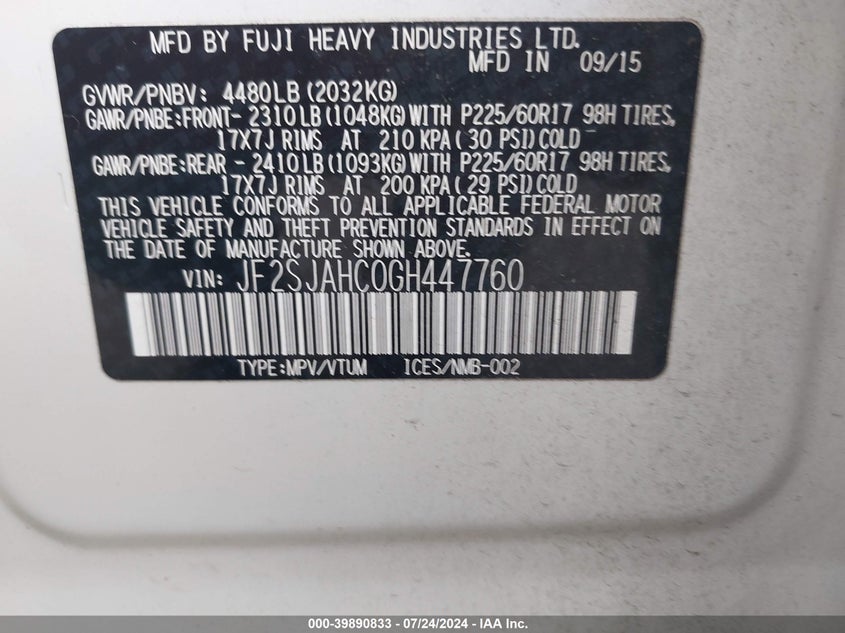 MFD BY FUJI HEAVY INDUSTRIES LTD.
MFD IN 09/15
GVWR/PNBV: 4480LB(2032KG)
GAWR/PNBE:FRONT- 2310LB(1048KG)WITH P225/60R17 98H TIRES,
17X7J RIMS AT 210 KPA(30 PSI)COLD
GAWR/PNBE:REAR - 2410LB(1093KG)WITH P225/60R17 98H TIRES,
17X7J RIMS AT 200 KPA(29 PSI)COLD
THIS VEHICLE CONFORMS TO ALL APPLICABLE FEDERAL MOTOR
VEHICLE SAFETY AND THEFT PREVENTION STANDARDS IN EFFECT ON
THE DATE OF MANUFACTURE SHOWN ABOVE.
VIN: JF2SJAHC0GH447760
TYPE:MPV/VTUM ICES/NMB-002
000-39890833 - 07/24/2024 - IAA Inc.